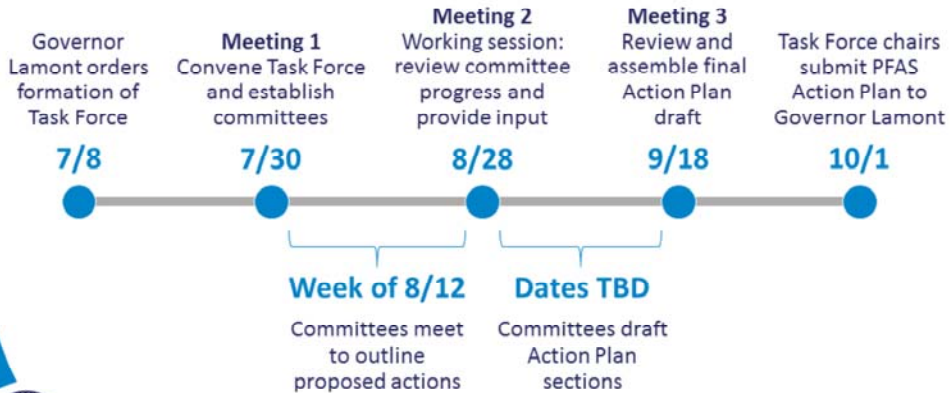 Governor
Lamont orders
formation of
Task Force
7/8
Meeting 1
Convene Task Force
and establish
committees
7/30
Meeting 2
Working session:
review committee
progress and
provide input
8/28
Meeting 3
Review and
assemble final
Action Plan
draft
9/18
Task Force chairs
submit PFAS
Action Plan to
Governor Lamont
10/1
Week of 8/12
Committees meet
to outline
proposed actions
Dates TBD
Committees draft
Action Plan
sections